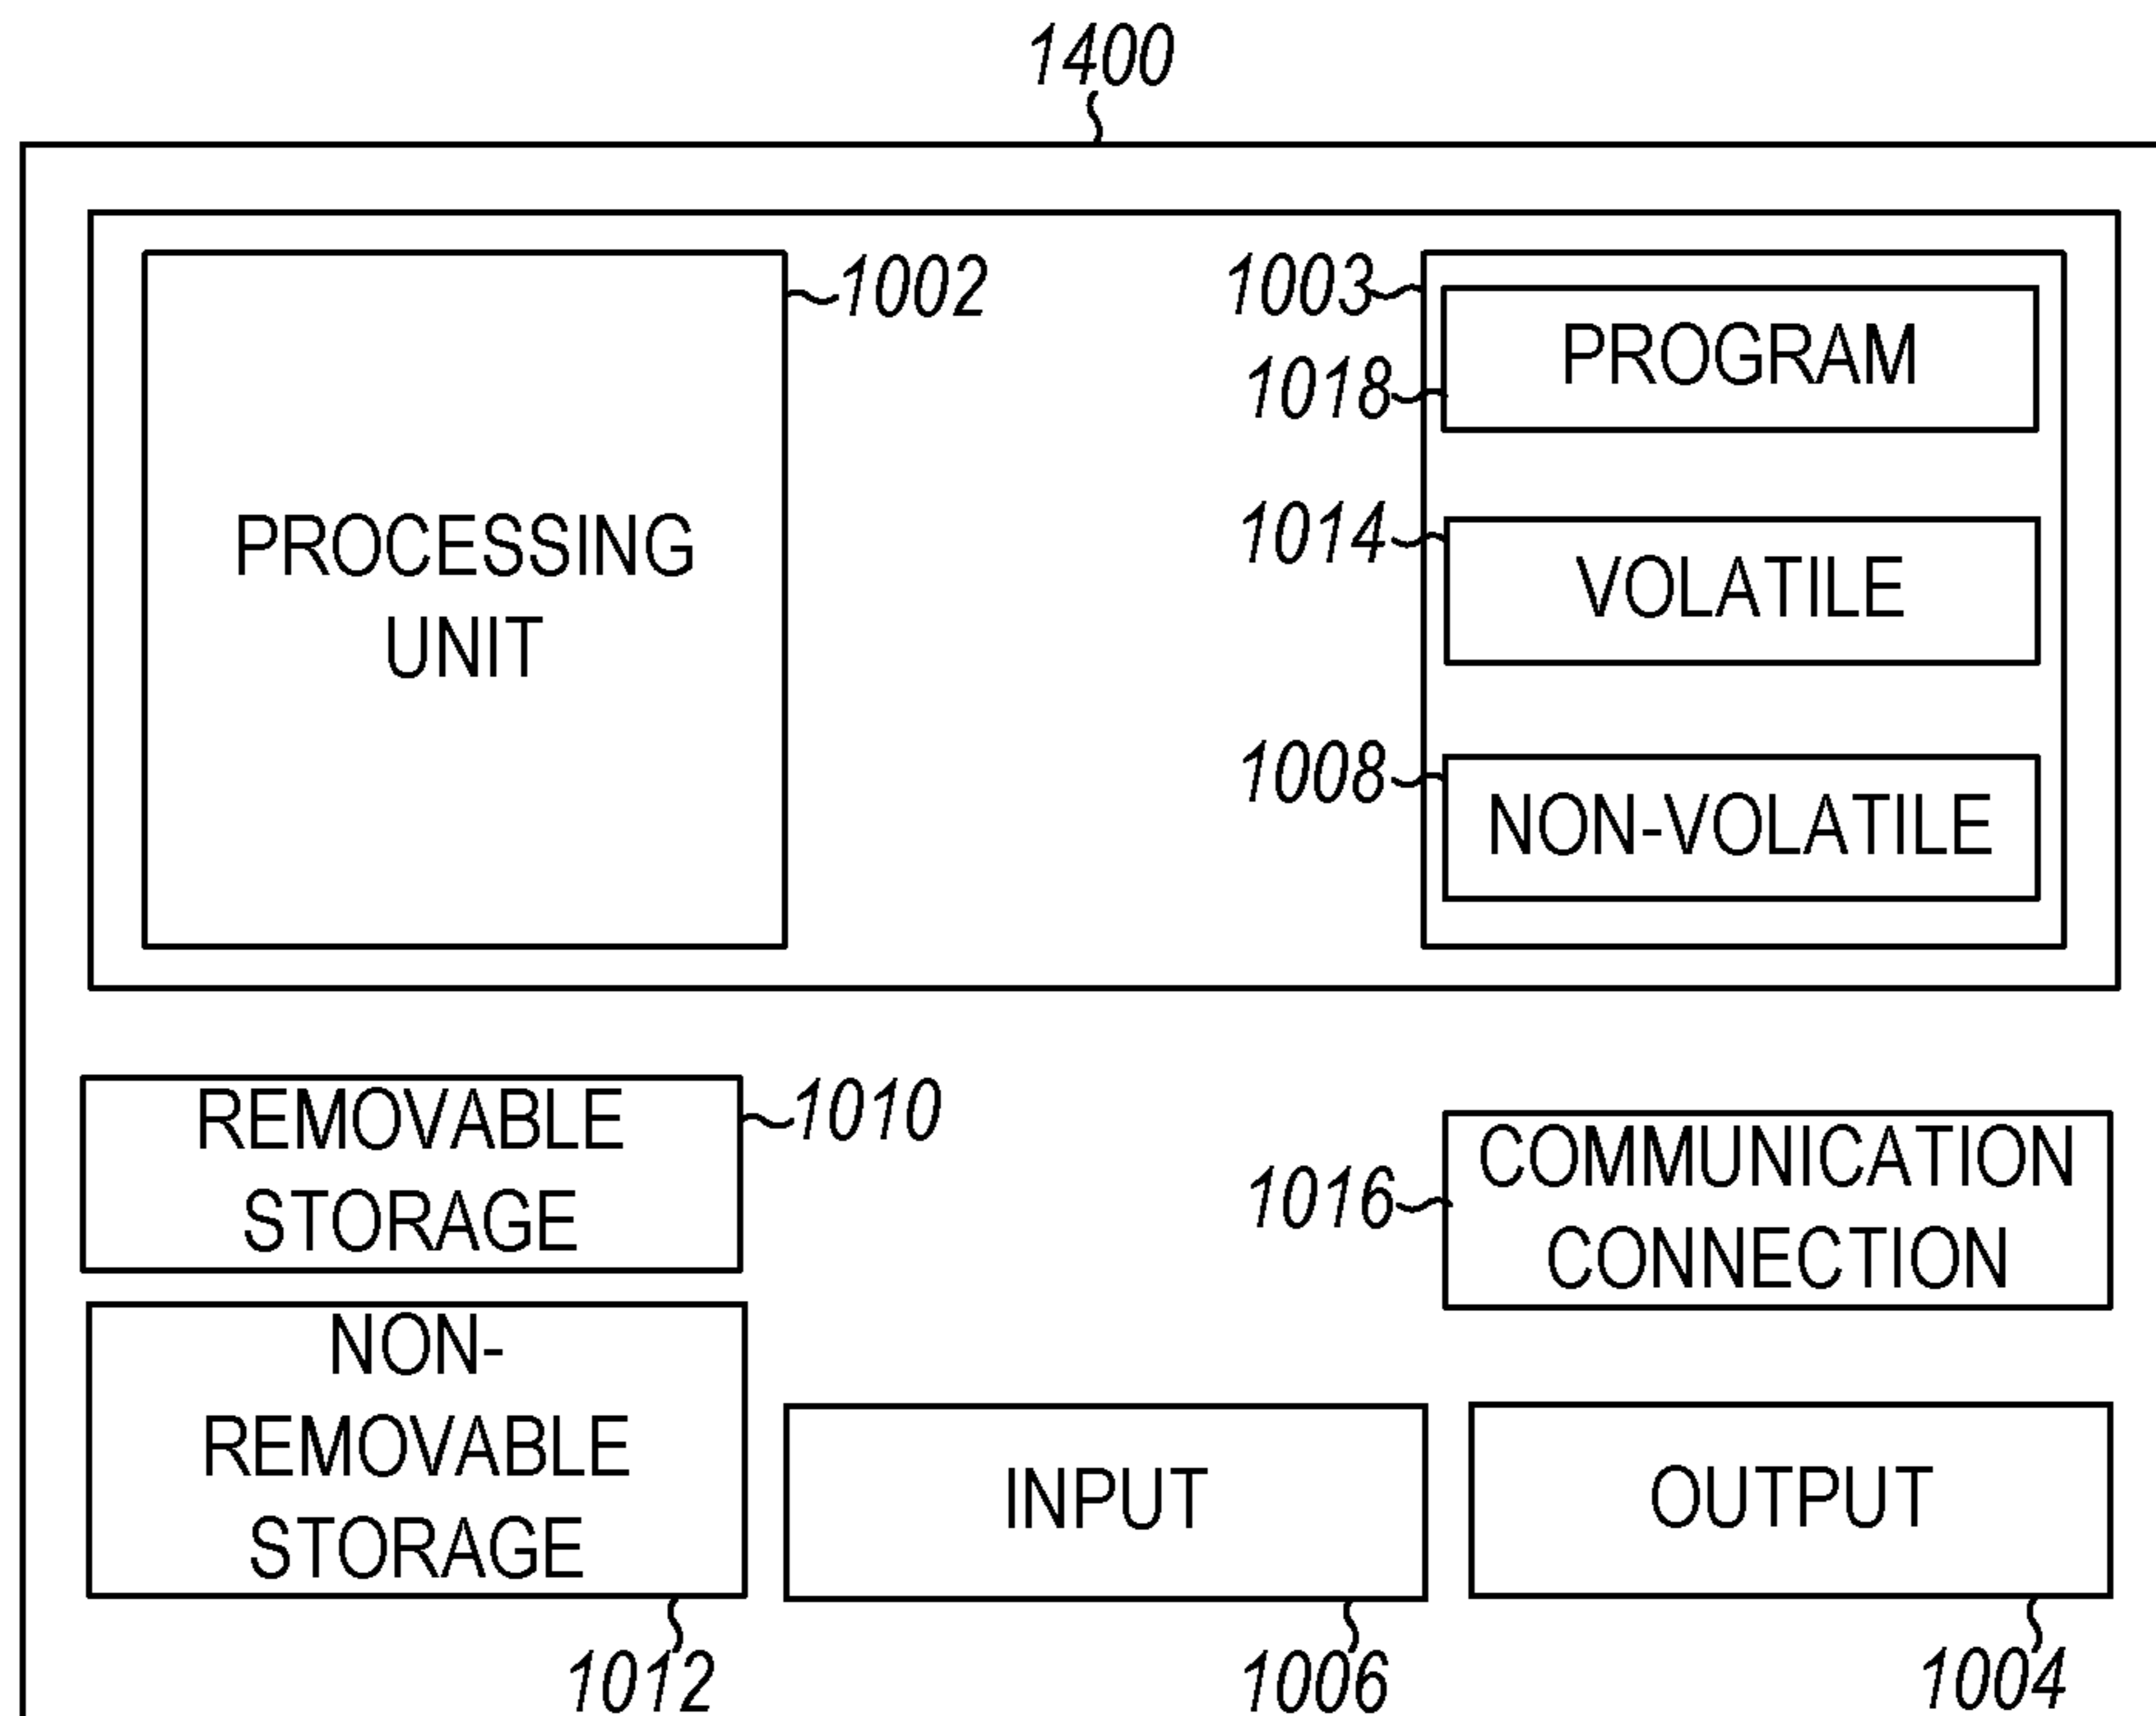 1400
1002
1003
PROGRAM
1018
PROCESSING
UNIT
1014
VOLATILE
1008
NON-VOLATILE
REMOVABLE
STORAGE
1010
COMMUNICATION
CONNECTION
1016
NON-
REMOVABLE
STORAGE
INPUT
OUTPUT
1012
1006
1004